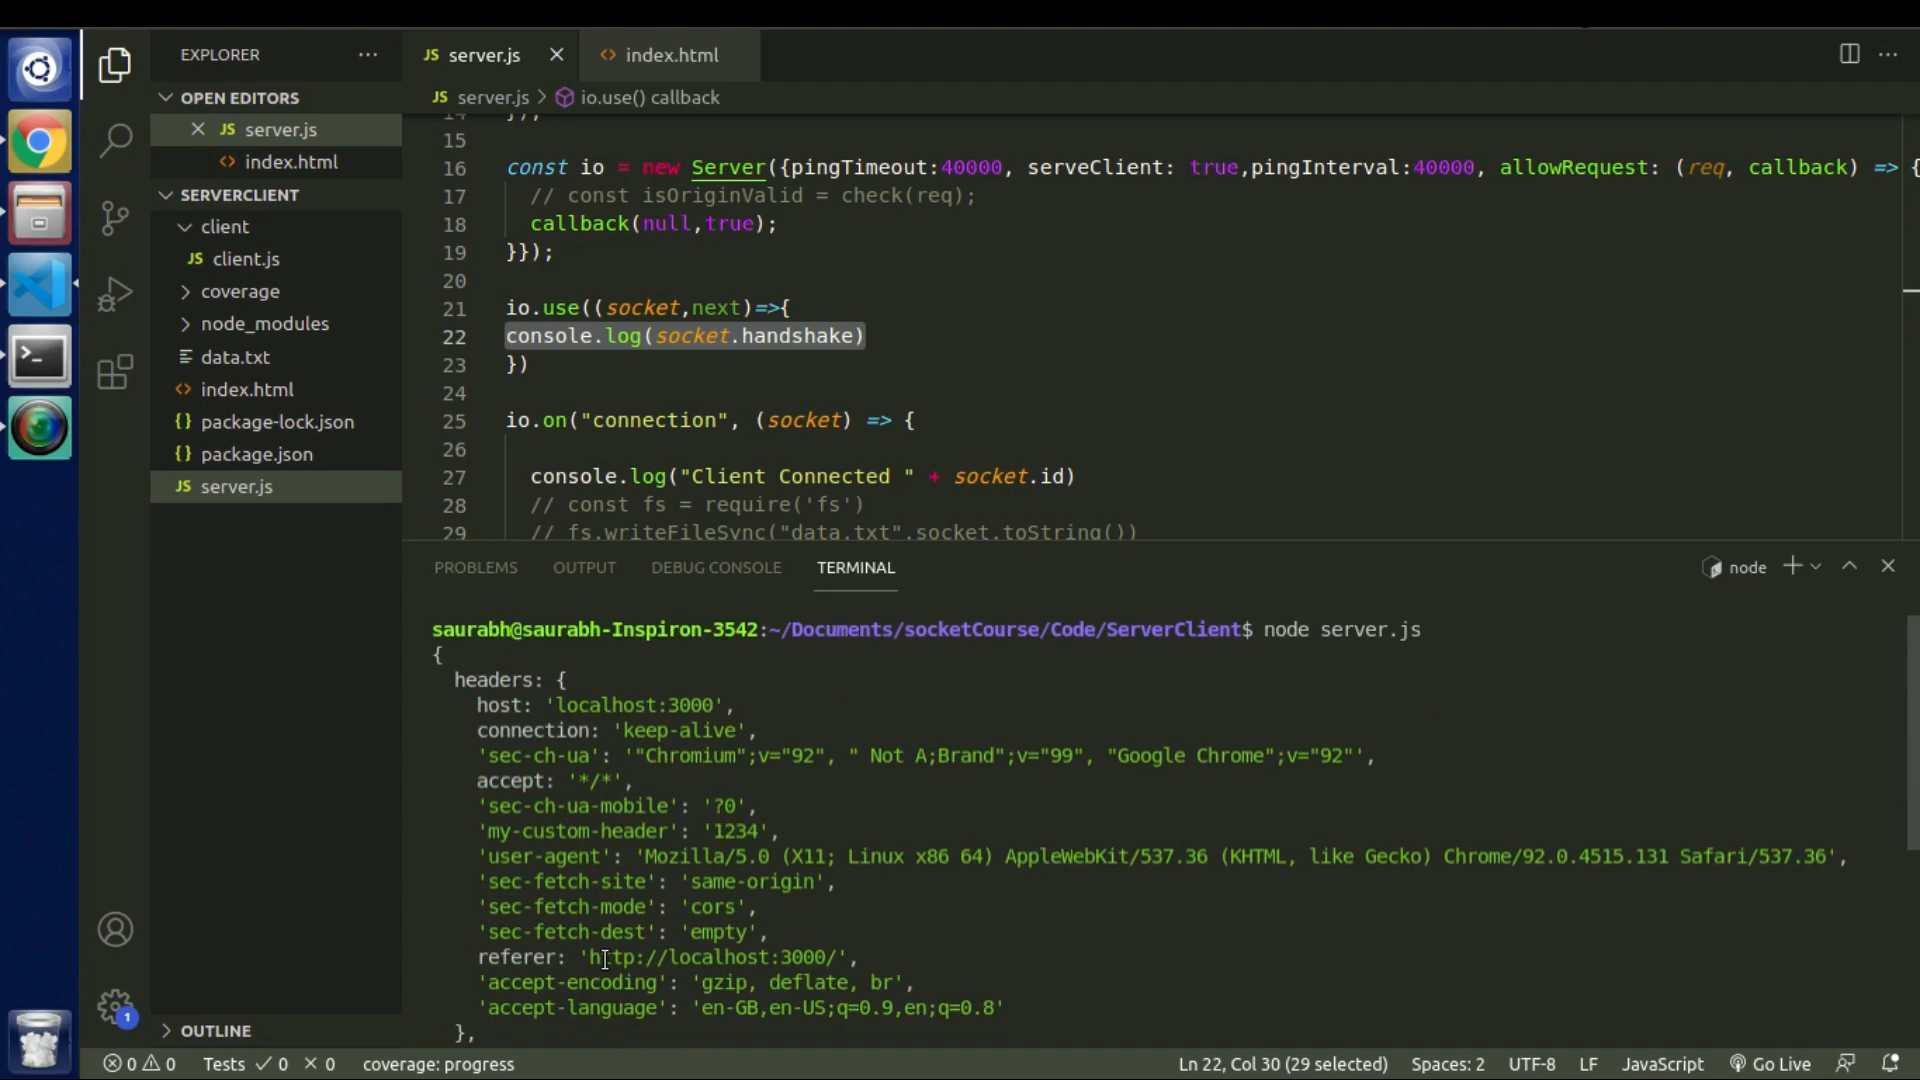 EXPLORER
OPEN EDITORS
JS server.js
index.html
SERVERCLIENT
client
JS client.js
coverage
node_modules
data.txt
index.html
{} package-lock.json
{} package.json
JS server.js
OUTLINE
JS server.js
index.html
JS server.js > io.use() callback
14 });
15
16 const io = new Server({pingTimeout:40000, serveClient: true,pingInterval:40000, allowRequest: (req, callback) => {
17 // const isOriginValid = check(req);
18 callback(null,true);
19 }});
20
21 io.use((socket,next)=>{
22 console.log(socket.handshake)
23 })
24
25 io.on("connection", (socket) => {
26
27 console.log("Client Connected " + socket.id)
28 // const fs = require('fs')
29 // fs.writeFileSync("data.txt",socket.toString())
PROBLEMS OUTPUT DEBUG CONSOLE TERMINAL
node
saurabh@saurabh-Inspiron-3542:~/Documents/socketCourse/Code/ServerClient$ node server.js
{
headers: {
host: 'localhost:3000',
connection: 'keep-alive',
'sec-ch-ua': '"Chromium";v="92", " Not A;Brand";v="99", "Google Chrome";v="92"',
accept: '*/*',
'sec-ch-ua-mobile': '?0',
'my-custom-header': '1234',
'user-agent': 'Mozilla/5.0 (X11; Linux x86 64) AppleWebKit/537.36 (KHTML, like Gecko) Chrome/92.0.4515.131 Safari/537.36',
'sec-fetch-site': 'same-origin',
'sec-fetch-mode': 'cors',
'sec-fetch-dest': 'empty',
referer: 'http://localhost:3000/',
'accept-encoding': 'gzip, deflate, br',
'accept-language': 'en-GB,en-US;q=0.9,en;q=0.8'
},
1
0 0 Tests 0 0 coverage: progress
Ln 22, Col 30 (29 selected) Spaces: 2 UTF-8 LF JavaScript Go Live